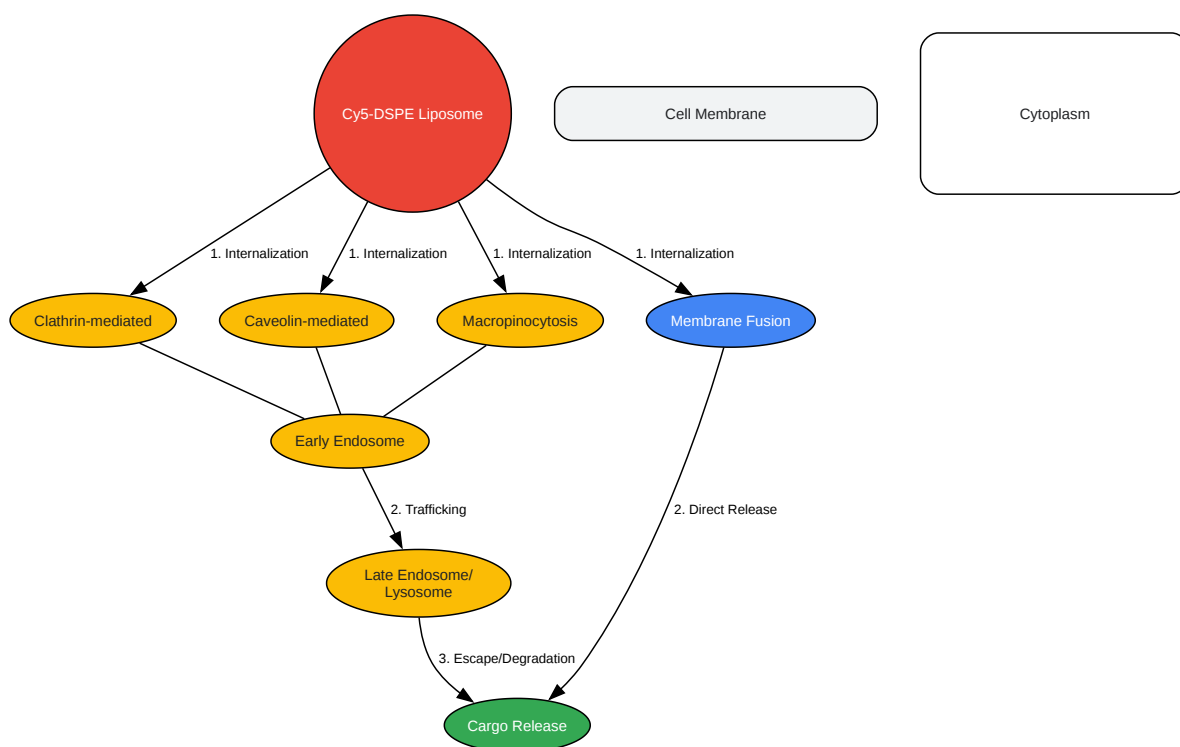 Cy5-DSPE Liposome
Cell Membrane
Cytoplasm
1. Internalization
1. Internalization
1. Internalization
1. Internalization
Clathrin-mediated
Caveolin-mediated
Macropinocytosis
Membrane Fusion
Early Endosome
2. Trafficking
2. Direct Release
Late Endosome/
Lysosome
3. Escape/Degradation
Cargo Release